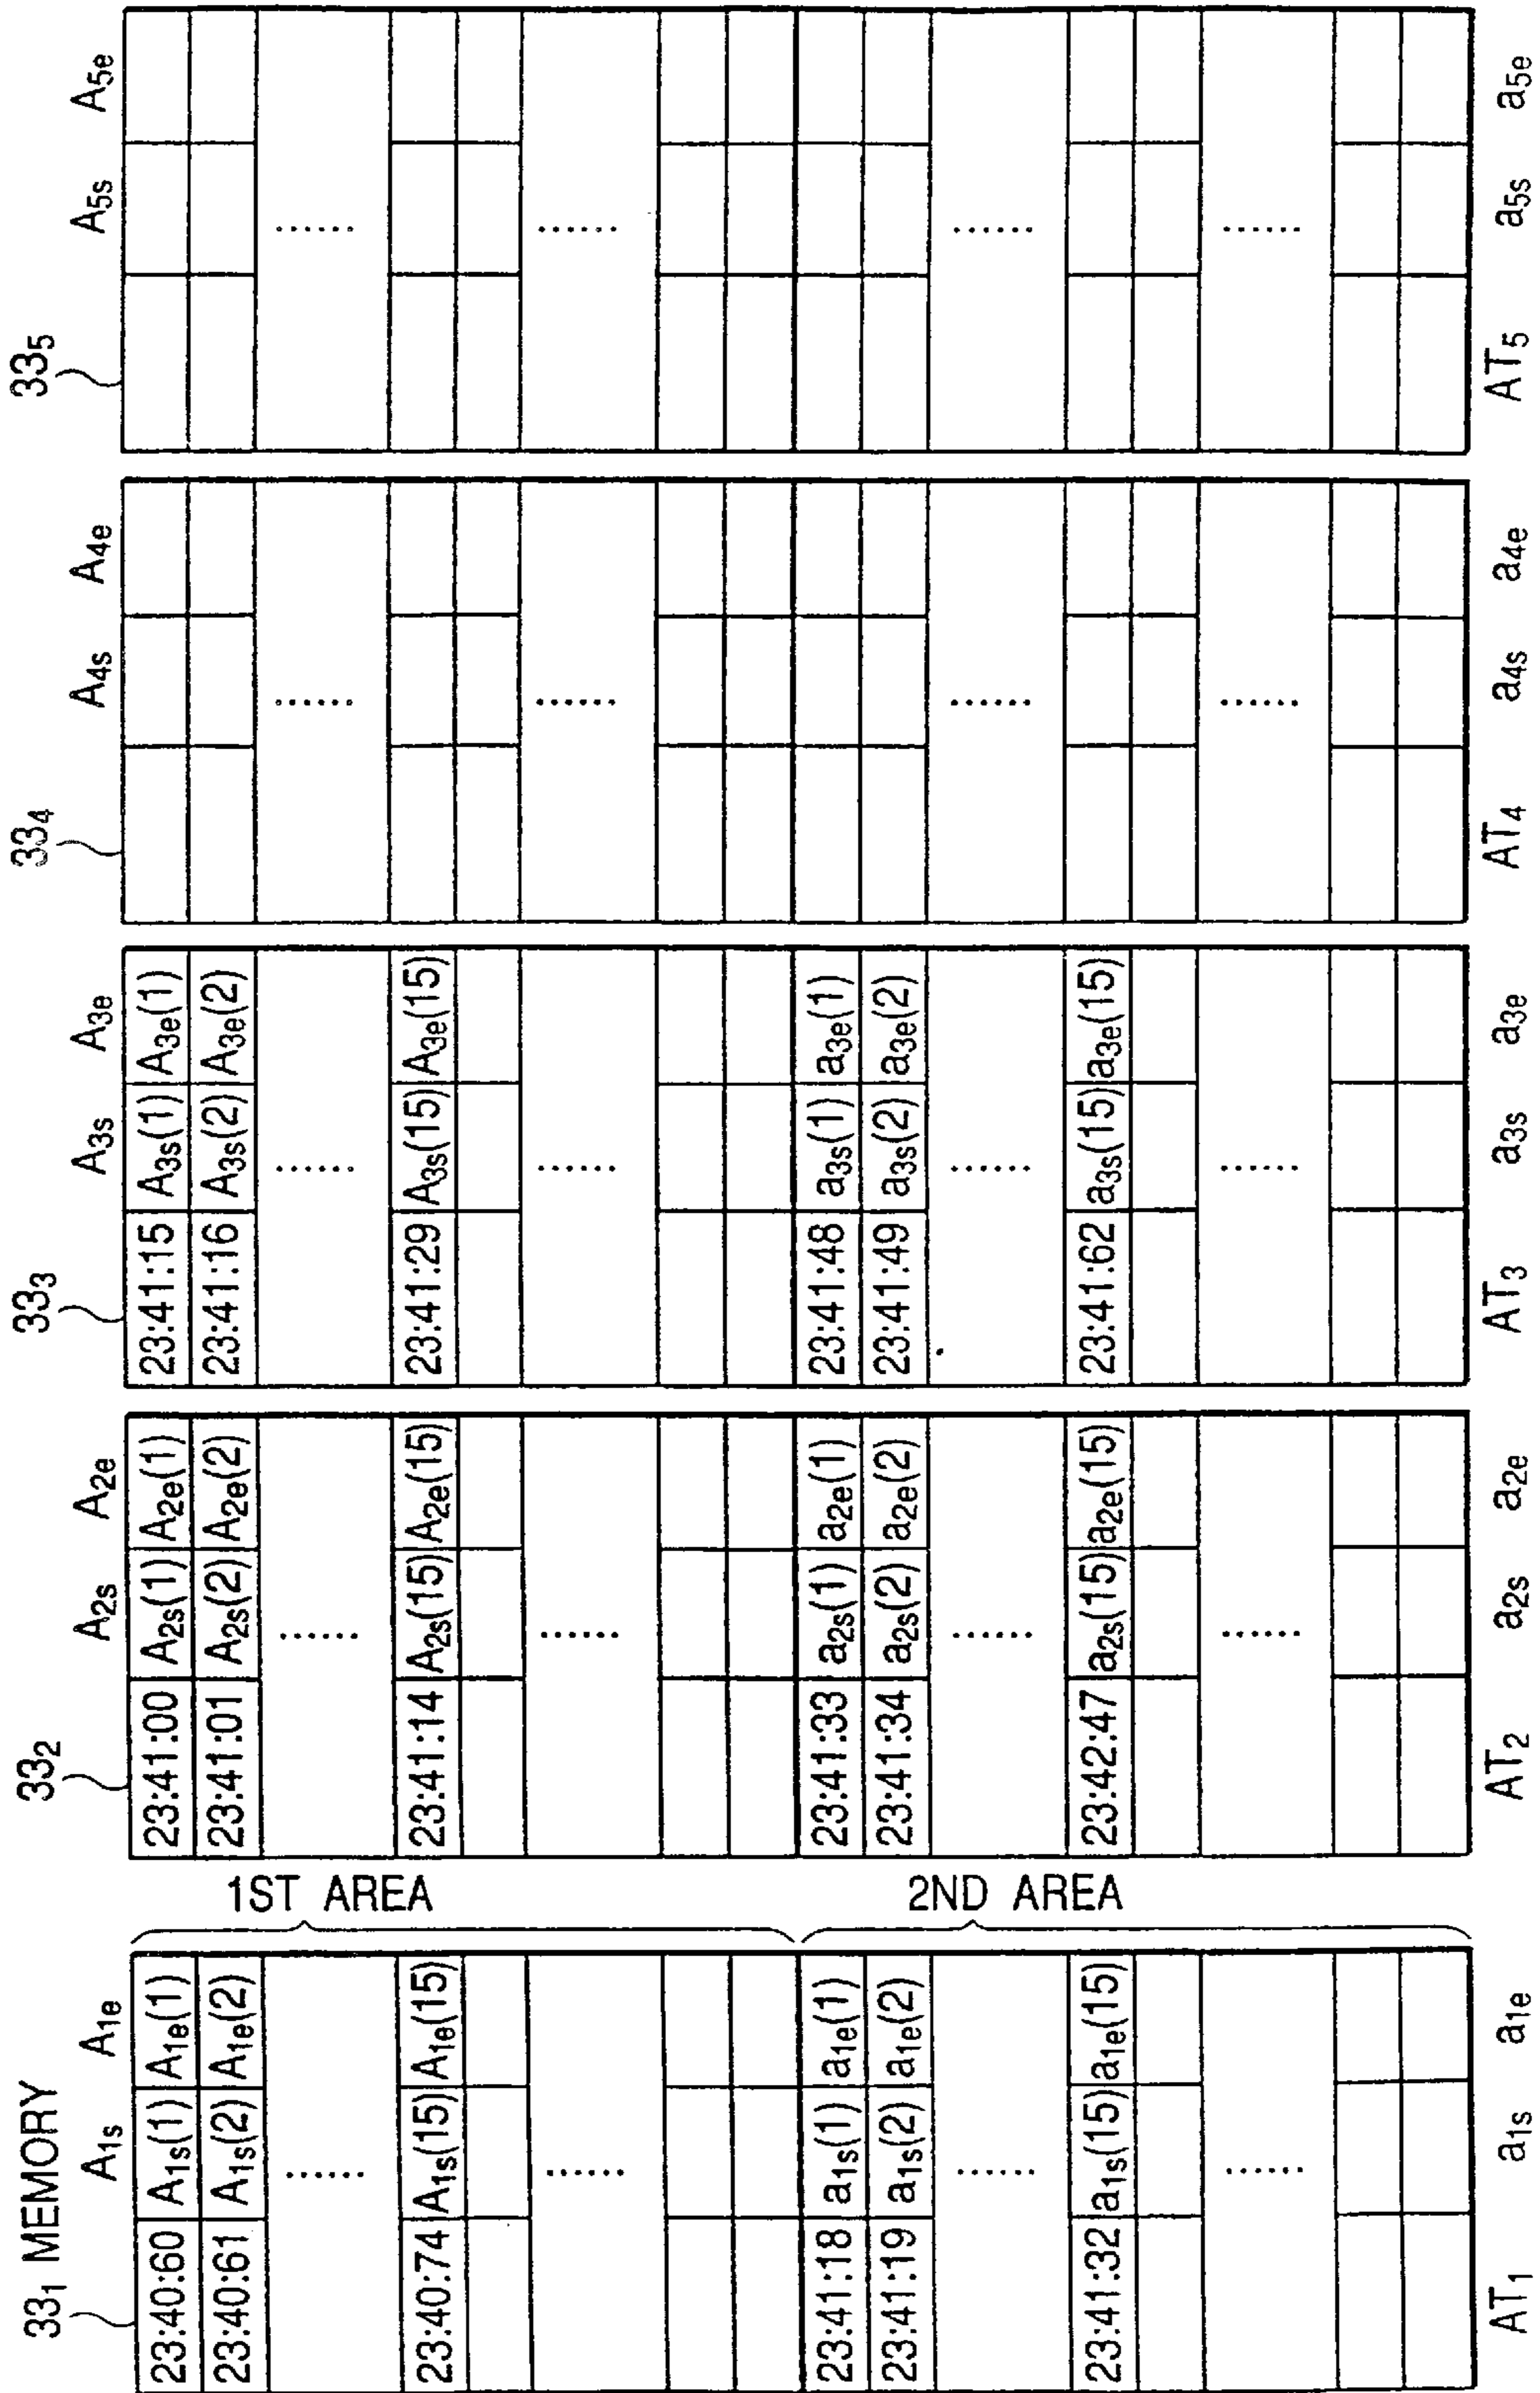 33₁ MEMORY
A₁ₛ A₁ₑ
23:40:60 A₁ₛ(1) A₁ₑ(1)
23:40:61 A₁ₛ(2) A₁ₑ(2)
......
23:40:74 A₁ₛ(15) A₁ₑ(15)
......
1ST AREA
23:41:18 a₁ₛ(1) a₁ₑ(1)
23:41:19 a₁ₛ(2) a₁ₑ(2)
......
23:41:32 a₁ₛ(15) a₁ₑ(15)
......
2ND AREA
AT₁ a₁ₛ a₁ₑ
33₂
A₂ₛ A₂ₑ
23:41:00 A₂ₛ(1) A₂ₑ(1)
23:41:01 A₂ₛ(2) A₂ₑ(2)
......
23:41:14 A₂ₛ(15) A₂ₑ(15)
......
23:41:33 a₂ₛ(1) a₂ₑ(1)
23:41:34 a₂ₛ(2) a₂ₑ(2)
......
23:42:47 a₂ₛ(15) a₂ₑ(15)
......
AT₂ a₂ₛ a₂ₑ
33₃
A₃ₛ A₃ₑ
23:41:15 A₃ₛ(1) A₃ₑ(1)
23:41:16 A₃ₛ(2) A₃ₑ(2)
......
23:41:29 A₃ₛ(15) A₃ₑ(15)
......
23:41:48 a₃ₛ(1) a₃ₑ(1)
23:41:49 a₃ₛ(2) a₃ₑ(2)
......
23:41:62 a₃ₛ(15) a₃ₑ(15)
......
AT₃ a₃ₛ a₃ₑ
33₄
A₄ₛ A₄ₑ
......
......
......
......
AT₄ a₄ₛ a₄ₑ
33₅
A₅ₛ A₅ₑ
......
......
......
......
AT₅ a₅ₛ a₅ₑ